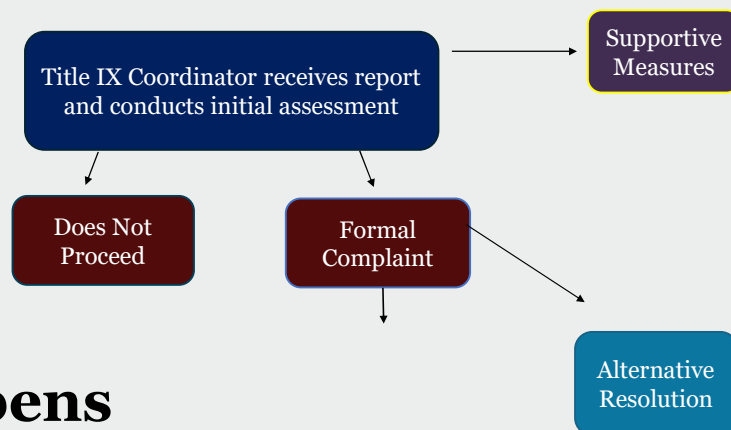 Supportive
Measures
Title IX Coordinator receives report
and conducts initial assessment
Does Not
Proceed
Formal
Complaint
Alternative
Resolution